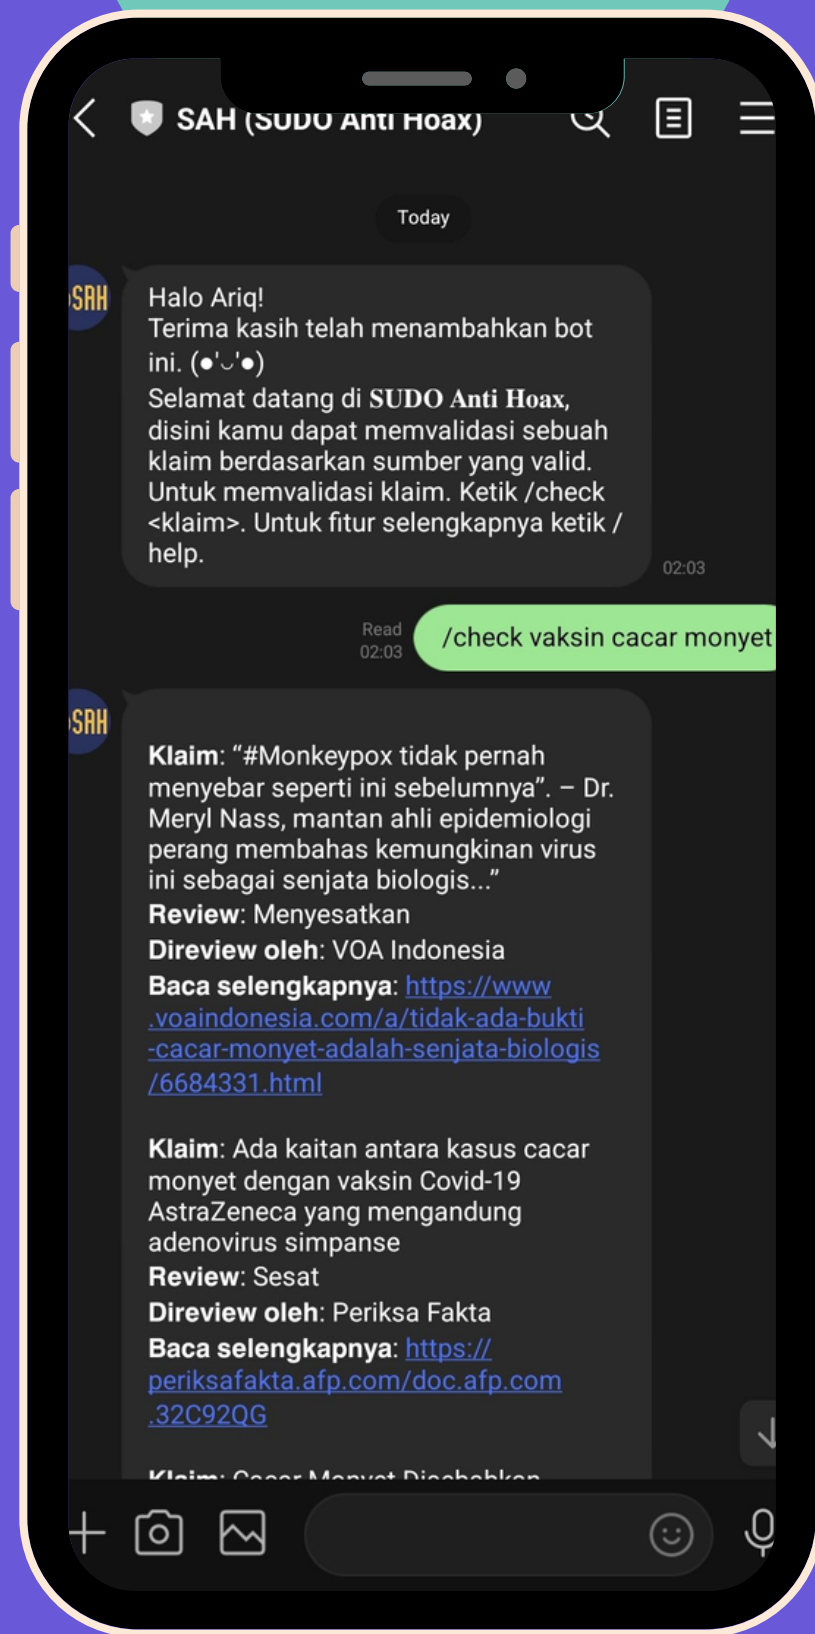 SAH (SUDO Anti Hoax)
Today
SAH
Halo Ariq!
Terima kasih telah menambahkan bot
ini. (●'◡'●)
Selamat datang di SUDO Anti Hoax,
disini kamu dapat memvalidasi sebuah
klaim berdasarkan sumber yang valid.
Untuk memvalidasi klaim. Ketik /check
<klaim>. Untuk fitur selengkapnya ketik /
help.
02:03
Read
02:03
/check vaksin cacar monyet
SAH
Klaim: “#Monkeypox tidak pernah
menyebar seperti ini sebelumnya”. – Dr.
Meryl Nass, mantan ahli epidemiologi
perang membahas kemungkinan virus
ini sebagai senjata biologis...”
Review: Menyesatkan
Direview oleh: VOA Indonesia
Baca selengkapnya: https://www
.voaindonesia.com/a/tidak-ada-bukti
-cacar-monyet-adalah-senjata-biologis
/6684331.html
Klaim: Ada kaitan antara kasus cacar
monyet dengan vaksin Covid-19
AstraZeneca yang mengandung
adenovirus simpanse
Review: Sesat
Direview oleh: Periksa Fakta
Baca selengkapnya: https://
periksafakta.afp.com/doc.afp.com
.32C92QG
Klaim: Cacar Monyet Disebabkan